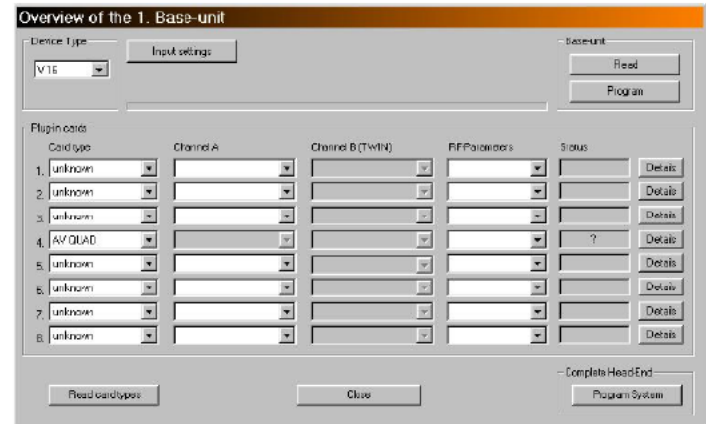 Overview of the 1. Base-unit
Device Type
Input settings
Base-unit
V16
Read
Program
Plug-in cards
Card type Channel A Channel B (TWIN) RF-Parameters Status
1. unknown Details
2. unknown Details
3. unknown Details
4. AV QUAD ? Details
5. unknown Details
6. unknown Details
7. unknown Details
8. unknown Details
Complete Head-End
Read cardtypes Close Program System